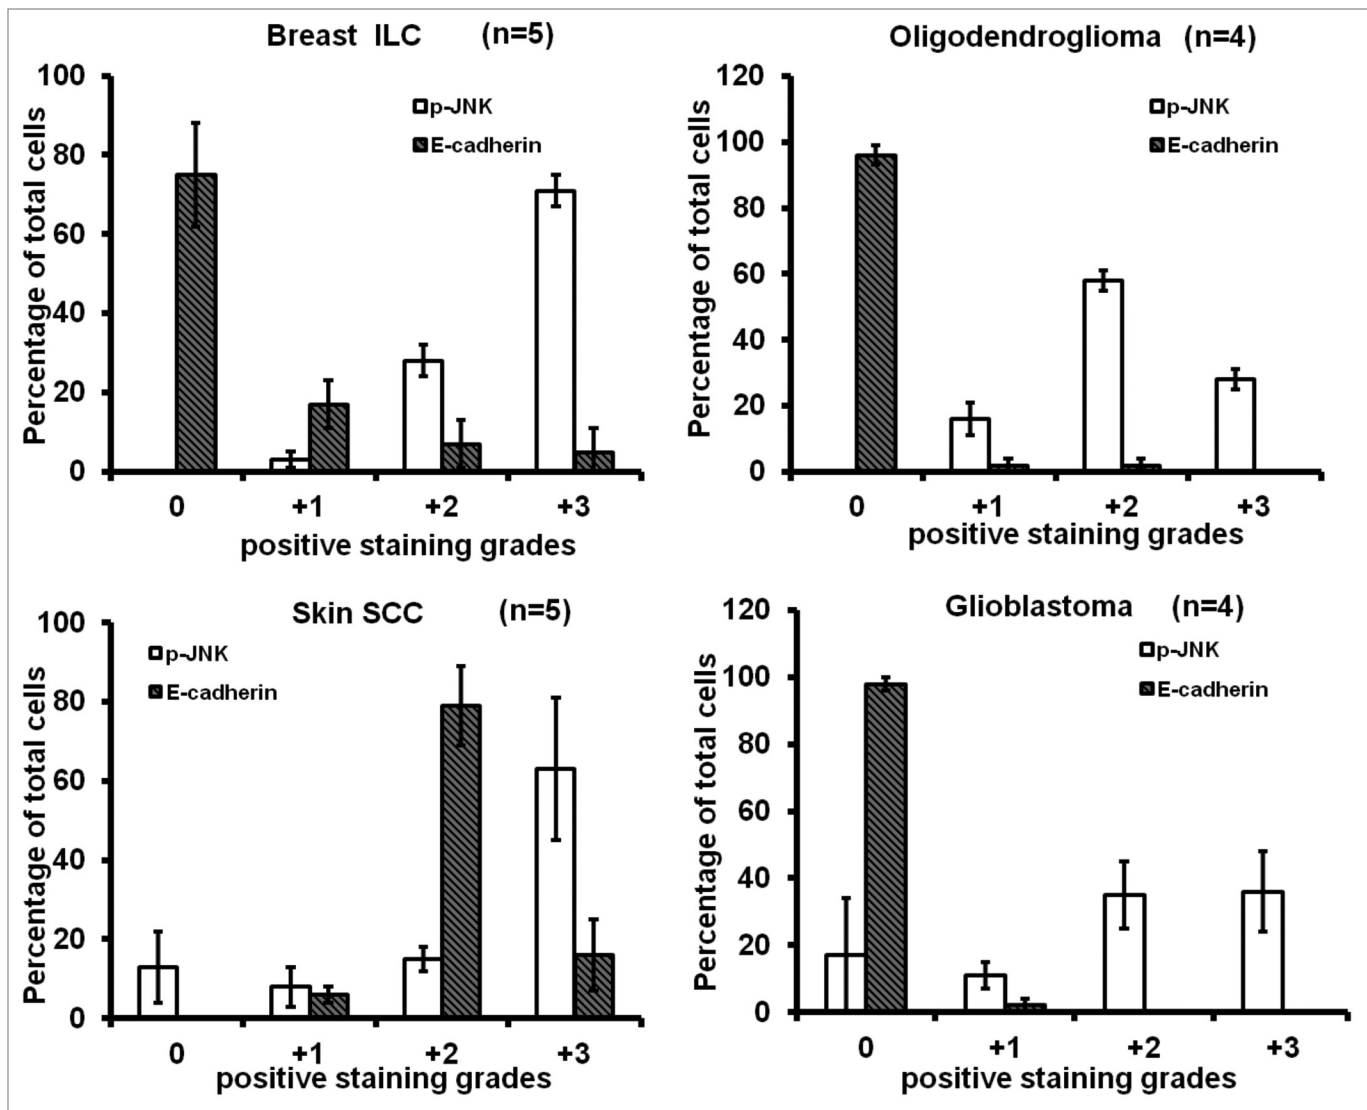 Breast ILC (n=5)
Percentage of total cells
100
80
60
40
20
0
p-JNK
E-cadherin
0 +1 +2 +3
positive staining grades
Oligodendroglioma (n=4)
Percentage of total cells
120
100
80
60
40
20
0
p-JNK
E-cadherin
0 +1 +2 +3
positive staining grades
Skin SCC (n=5)
Percentage of total cells
100
80
60
40
20
0
p-JNK
E-cadherin
0 +1 +2 +3
positive staining grades
Glioblastoma (n=4)
Percentage of total cells
120
100
80
60
40
20
0
p-JNK
E-cadherin
0 +1 +2 +3
positive staining grades